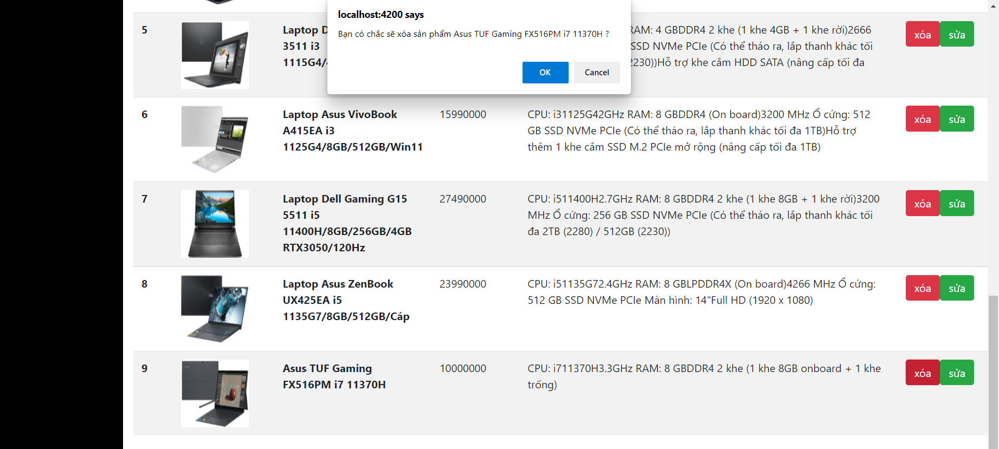 localhost:4200 says
Bạn có chắc sẽ xóa sản phẩm Asus TUF Gaming FX516PM i7 11370H ?
OK
Cancel
5
Laptop D
3511 i3
1115G4/
RAM: 4 GBDDR4 2 khe (1 khe 4GB + 1 khe rời)2666
SSD NVMe PCIe (Có thể tháo ra, lắp thanh khác tối
2230))Hỗ trợ khe cắm HDD SATA (nâng cấp tối đa
xóa
sửa
6
Laptop Asus VivoBook
A415EA i3
1125G4/8GB/512GB/Win11
15990000
CPU: i31125G42GHz RAM: 8 GBDDR4 (On board)3200 MHz Ổ cứng: 512
GB SSD NVMe PCIe (Có thể tháo ra, lắp thanh khác tối đa 1TB)Hỗ trợ
thêm 1 khe cắm SSD M.2 PCIe mở rộng (nâng cấp tối đa 1TB)
xóa
sửa
7
Laptop Dell Gaming G15
5511 i5
11400H/8GB/256GB/4GB
RTX3050/120Hz
27490000
CPU: i511400H2.7GHz RAM: 8 GBDDR4 2 khe (1 khe 8GB + 1 khe rời)3200
MHz Ổ cứng: 256 GB SSD NVMe PCIe (Có thể tháo ra, lắp thanh khác tối
đa 2TB (2280) / 512GB (2230))
xóa
sửa
8
Laptop Asus ZenBook
UX425EA i5
1135G7/8GB/512GB/Cáp
23990000
CPU: i51135G72.4GHz RAM: 8 GBLPDDR4X (On board)4266 MHz Ổ cứng:
512 GB SSD NVMe PCIe Màn hình: 14"Full HD (1920 x 1080)
xóa
sửa
9
Asus TUF Gaming
FX516PM i7 11370H
10000000
CPU: i711370H3.3GHz RAM: 8 GBDDR4 2 khe (1 khe 8GB onboard + 1 khe
trống)
xóa
sửa